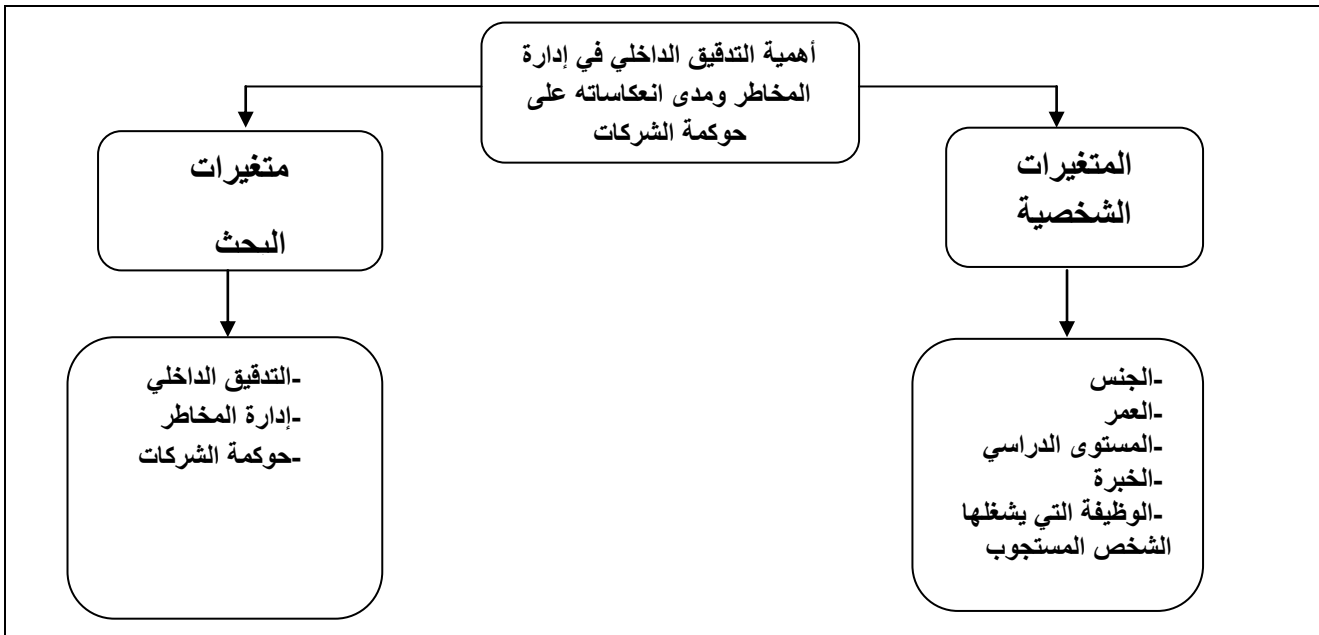 أهمية التدقيق الداخلي في إدارة
المخاطر ومدى انعكاساته على
حوكمة الشركات
المتغيرات
الشخصية
متغيرات
البحث
-الجنس
-العمر
-المستوى الدراسي
-الخبرة
-الوظيفة التي يشغلها
الشخص المستجوب
-التدقيق الداخلي
-إدارة المخاطر
-حوكمة الشركات